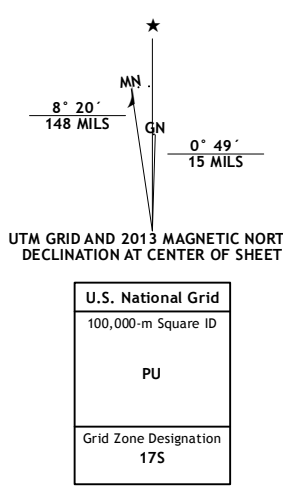 ★
MN
8° 20´
148 MILS
GN
0° 49´
15 MILS
UTM GRID AND 2013 MAGNETIC NORT
DECLINATION AT CENTER OF SHEET
U.S. National Grid
100,000-m Square ID
PU
Grid Zone Designation
17S